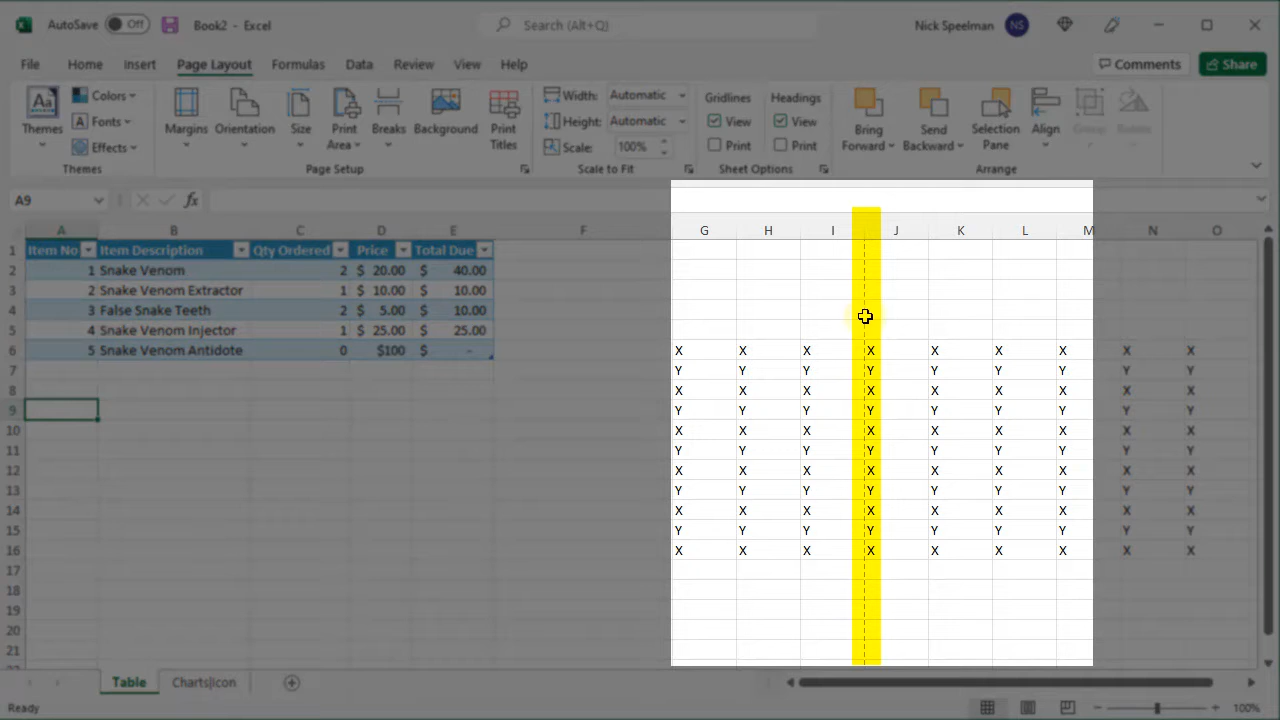 AutoSave Off Book2 - Excel Search (Alt+Q) Nick Speelman NS
File Home Insert Page Layout Formulas Data Review View Help Comments Share
Aa Colors Width: Automatic Gridlines Headings
Fonts Height: Automatic View View
Themes Effects Margins Orientation Size Print Area Breaks Background Print Titles Scale: 100% Print Print Bring Forward Send Backward Selection Pane Align Group Rotate
Themes Page Setup Scale to Fit Sheet Options Arrange
A9 fx
A B C D E F G H I J K L M N O
1 Item No Item Description Qty Ordered Price Total Due
2 1 Snake Venom 2 $ 20.00 $ 40.00
3 2 Snake Venom Extractor 1 $ 10.00 $ 10.00
4 3 False Snake Teeth 2 $ 5.00 $ 10.00
5 4 Snake Venom Injector 1 $ 25.00 $ 25.00
6 5 Snake Venom Antidote 0 $100 $ - X X X X X X X X X
7 Y Y Y Y Y Y Y Y Y
8 X X X X X X X X X
9 Y Y Y Y Y Y Y Y Y
10 X X X X X X X X X
11 Y Y Y Y Y Y Y Y Y
12 X X X X X X X X X
13 Y Y Y Y Y Y Y Y Y
14 X X X X X X X X X
15 Y Y Y Y Y Y Y Y Y
16 X X X X X X X X X
17
18
19
20
21
Table Charts|icon
Ready 100%